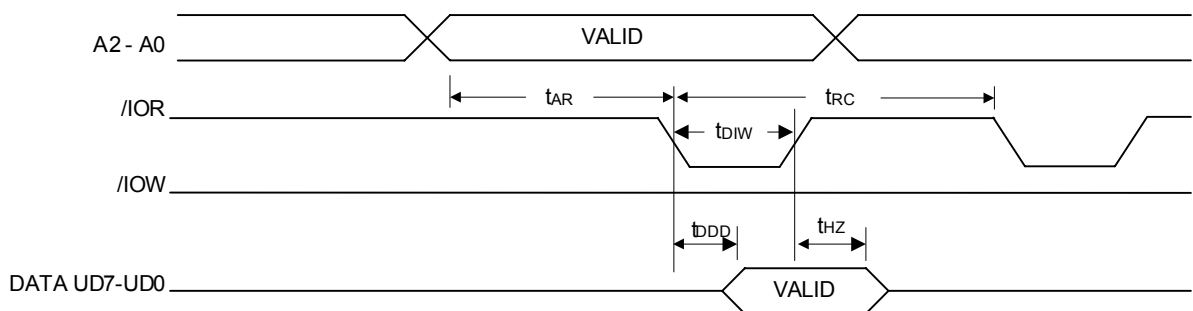 A2 - A0 VALID
tAR tRC
/IOR
tDIW
/IOW
tDDD tHZ
DATA UD7-UD0 VALID